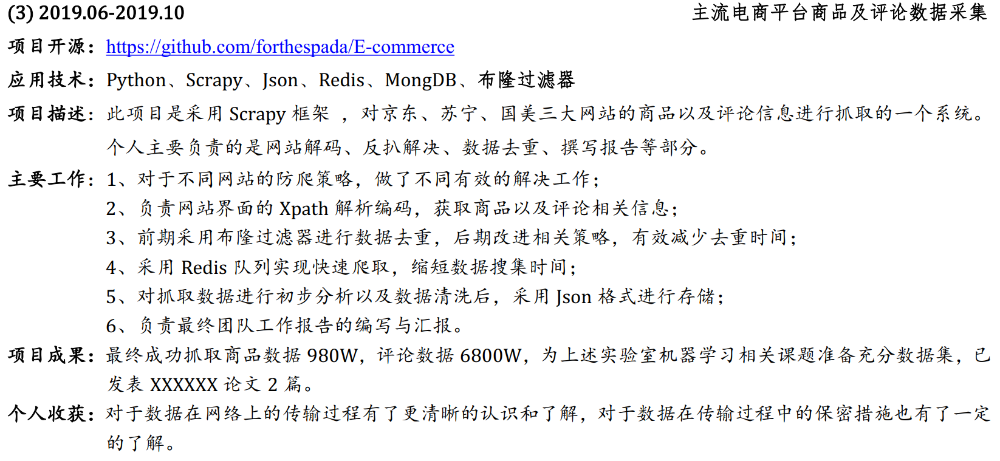 (3) 2019.06-2019.10 主流电商平台商品及评论数据采集
项目开源：https://github.com/forthespada/E-commerce
应用技术：Python、Scrapy、Json、Redis、MongDB、布隆过滤器
项目描述：此项目是采用 Scrapy 框架 ，对京东、苏宁、国美三大网站的商品以及评论信息进行抓取的一个系统。
个人主要负责的是网站解码、反扒解决、数据去重、撰写报告等部分。
主要工作：1、对于不同网站的防爬策略，做了不同有效的解决工作；
2、负责网站界面的 Xpath 解析编码，获取商品以及评论相关信息；
3、前期采用布隆过滤器进行数据去重，后期改进相关策略，有效减少去重时间；
4、采用 Redis 队列实现快速爬取，缩短数据搜集时间；
5、对抓取数据进行初步分析以及数据清洗后，采用 Json 格式进行存储；
6、负责最终团队工作报告的编写与汇报。
项目成果：最终成功抓取商品数据 980W，评论数据 6800W，为上述实验室机器学习相关课题准备充分数据集，已
发表 XXXXXX 论文 2 篇。
个人收获：对于数据在网络上的传输过程有了更清晰的认识和了解，对于数据在传输过程中的保密措施也有了一定
的了解。